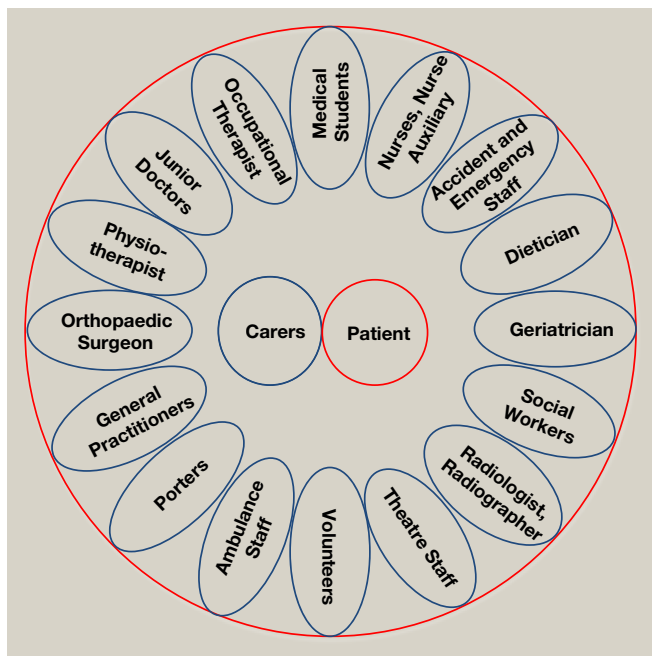 Medical
Students
Nurses, Nurse
Auxiliary
Accident and
Emergency
Staff
Dietician
Geriatrician
Social
Workers
Radiologist,
Radiographer
Theatre Staff
Volunteers
Ambulance
Staff
Porters
General
Practitioners
Orthopaedic
Surgeon
Physio-
therapist
Junior
Doctors
Occupational
Therapist
Carers
Patient